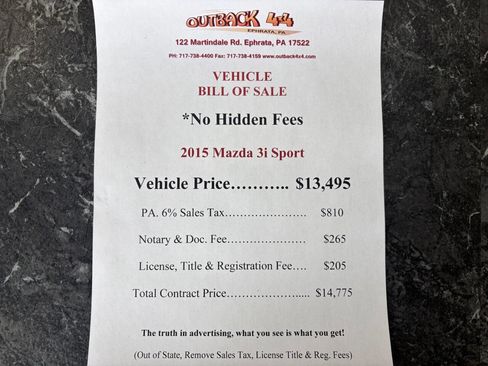 OUTBACK 4x4
EPHRATA, PA
122 Martindale Rd. Ephrata, PA 17522
PH: 717-738-4400 Fax: 717-738-4159 www.outback4x4.com
VEHICLE
BILL OF SALE
*No Hidden Fees
2015 Mazda 3i Sport
Vehicle Price……….. $13,495
PA. 6% Sales Tax…………………. $810
Notary & Doc. Fee………………… $265
License, Title & Registration Fee…. $205
Total Contract Price……………….... $14,775
The truth in advertising, what you see is what you get!
(Out of State, Remove Sales Tax, License Title & Reg. Fees)